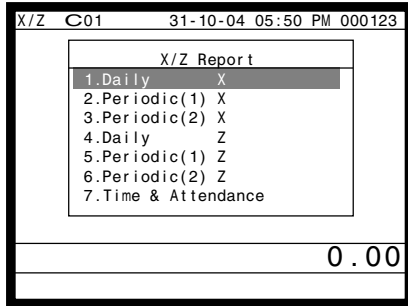 X/Z C01 31-10-04 05:50 PM 000123
X/Z Report
1.Daily X
2.Periodic(1) X
3.Periodic(2) X
4.Daily Z
5.Periodic(1) Z
6.Periodic(2) Z
7.Time & Attendance
0.00